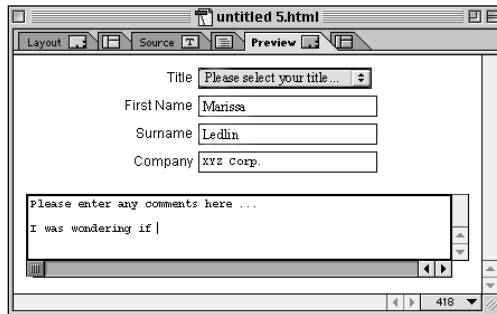 untitled 5.html
Layout Source T Preview
Title Please select your title...
First Name Marissa
Surname Ledlin
Company XYZ Corp.
Please enter any comments here ...
I was wondering if
418